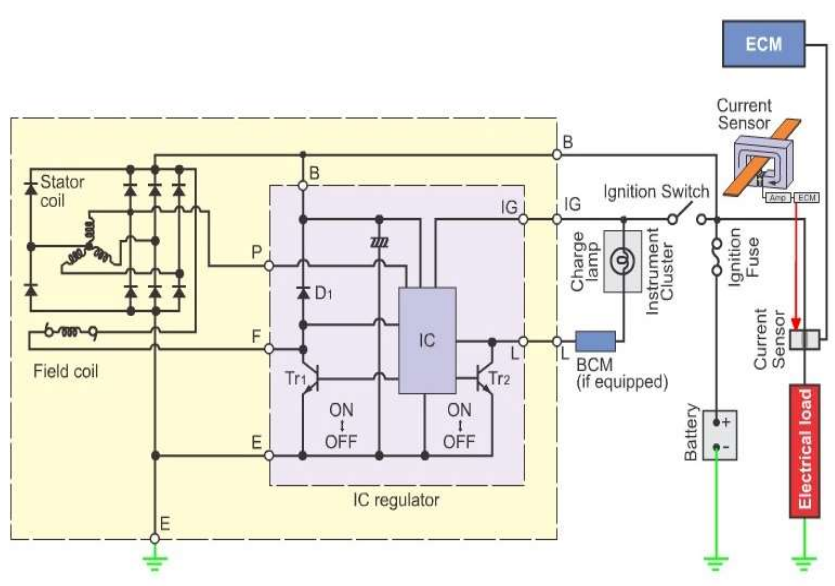 ECM
Current
Sensor
Amp
ECM
B
Stator
coil
B
Ignition Switch
IG
IG
P
Charge
lamp
Instrument
Cluster
Ignition
Fuse
D1
F
IC
L
L
Current
Sensor
Field coil
Tr1
Tr2
BCM
(if equipped)
ON
OFF
ON
OFF
Battery
+
-
Electrical load
E
IC regulator
E